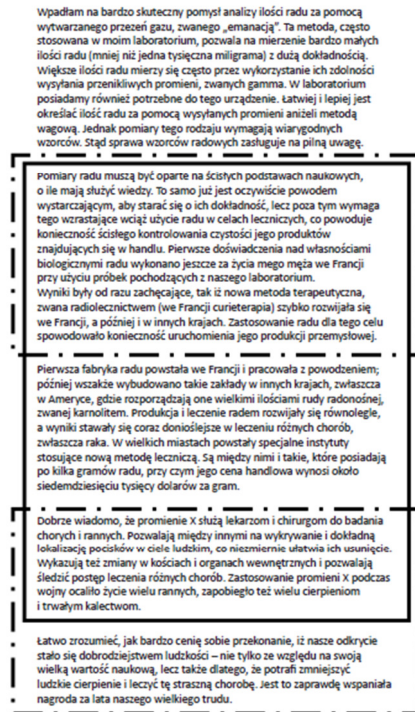 Wpadłam na bardzo skuteczny pomysł analizy ilości radu za pomocą
wytwarzanego przezeń gazu, zwanego „emanacją”. Ta metoda, często
stosowana w moim laboratorium, pozwala na mierzenie bardzo małych
ilości radu (mniej niż jedna tysięczna miligrama) z dużą dokładnością.
Większe ilości radu mierzy się często przez wykorzystanie ich zdolności
wysyłania przenikliwych promieni, zwanych gamma. W laboratorium
posiadamy również potrzebne do tego urządzenie. Łatwiej i lepiej jest
określać ilość radu za pomocą wysyłanych promieni aniżeli metodą
wagową. Jednak pomiary tego rodzaju wymagają wiarygodnych
wzorców. Stąd sprawa wzorców radowych zasługuje na pilną uwagę.
Pomiary radu muszą być oparte na ścisłych podstawach naukowych,
o ile mają służyć wiedzy. To samo już jest oczywiście powodem
wystarczającym, aby starać się o ich dokładność, lecz poza tym wymaga
tego wzrastające wciąż użycie radu w celach leczniczych, co powoduje
konieczność ścisłego kontrolowania czystości jego produktów
znajdujących się w handlu. Pierwsze doświadczenia nad własnościami
biologicznymi radu wykonano jeszcze za życia mego męża we Francji
przy użyciu próbek pochodzących z naszego laboratorium.
Wyniki były od razu zachęcające, tak iż nowa metoda terapeutyczna,
zwana radiolecznictwem (we Francji curieterapia) szybko rozwijała się
we Francji, a później i w innych krajach. Zastosowanie radu dla tego celu
spowodowało konieczność uruchomienia jego produkcji przemysłowej.
Pierwsza fabryka radu powstała we Francji i pracowała z powodzeniem;
później wszakże wybudowano takie zakłady w innych krajach, zwłaszcza
w Ameryce, gdzie rozporządzają one wielkimi ilościami rudy radonośnej,
zwanej karnolitem. Produkcja i leczenie radem rozwijały się równolegle,
a wyniki stawały się coraz donioślejsze w leczeniu różnych chorób,
zwłaszcza raka. W wielkich miastach powstały specjalne instytuty
stosujące nową metodę leczniczą. Są między nimi i takie, które posiadają
po kilka gramów radu, przy czym jego cena handlowa wynosi około
siedemdziesięciu tysięcy dolarów za gram.
Dobrze wiadomo, że promienie X służą lekarzom i chirurgom do badania
chorych i rannych. Pozwalają między innymi na wykrywanie i dokładną
lokalizację pocisków w ciele ludzkim, co niezmiernie ułatwia ich usunięcie.
Wykazują też zmiany w kościach i organach wewnętrznych i pozwalają
śledzić postęp leczenia różnych chorób. Zastosowanie promieni X podczas
wojny ocaliło życie wielu rannych, zapobiegło też wielu cierpieniom
i trwałym kalectwom.
Łatwo zrozumieć, jak bardzo cenię sobie przekonanie, iż nasze odkrycie
stało się dobrodziejstwem ludzkości – nie tylko ze względu na swoją
wielką wartość naukową, lecz także dlatego, że potrafi zmniejszyć
ludzkie cierpienie i leczyć tę straszną chorobę. Jest to zaprawdę wspaniała
nagroda za lata naszego wielkiego trudu.